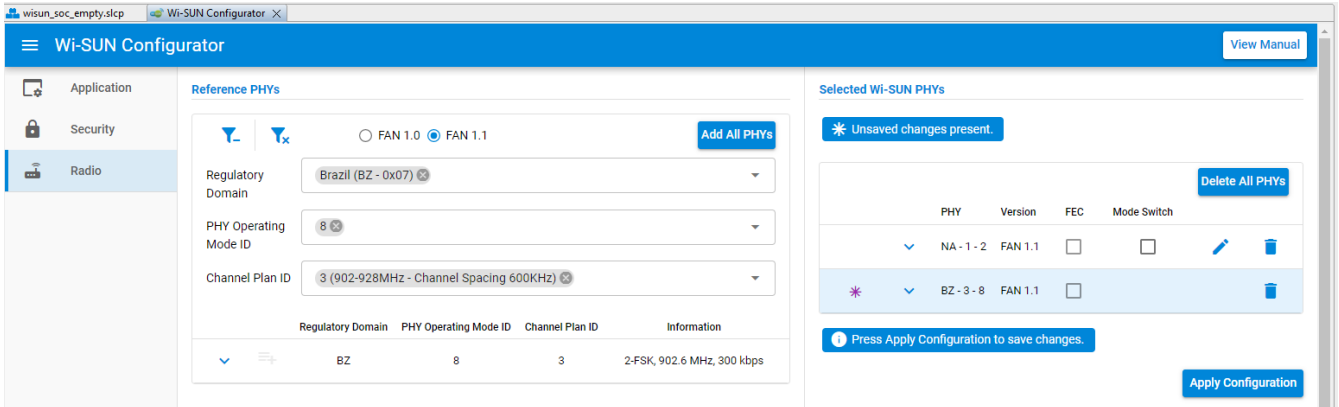 wisun_soc_empty.slcp
Wi-SUN Configurator
Wi-SUN Configurator
View Manual
Application
Security
Radio
Reference PHYs
FAN 1.0 FAN 1.1
Add All PHYs
Regulatory
Domain
Brazil (BZ - 0x07)
PHY Operating
Mode ID
8
Channel Plan ID
3 (902-928MHz - Channel Spacing 600KHz)
Regulatory Domain PHY Operating Mode ID Channel Plan ID Information
BZ 8 3 2-FSK, 902.6 MHz, 300 kbps
Selected Wi-SUN PHYs
Unsaved changes present.
Delete All PHYs
PHY Version FEC Mode Switch
NA - 1 - 2 FAN 1.1
BZ - 3 - 8 FAN 1.1
Press Apply Configuration to save changes.
Apply Configuration